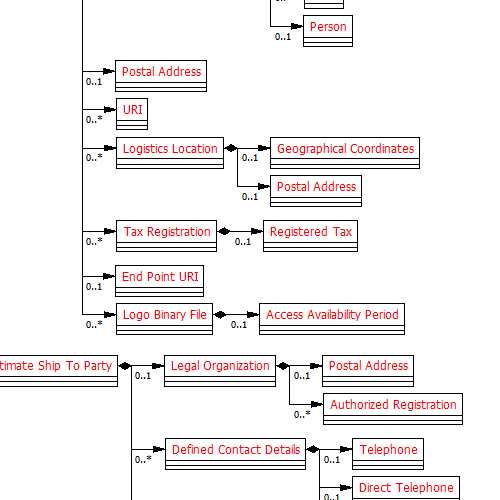 Person
0..1
Postal Address
0..1
URI
0..*
Logistics Location
Geographical Coordinates
0..*
0..1
Postal Address
0..1
Tax Registration
Registered Tax
0..*
0..1
End Point URI
0..1
Logo Binary File
Access Availability Period
0..*
0..1
timate Ship To Party
Legal Organization
Postal Address
0..1
0..1
Authorized Registration
0..*
Defined Contact Details
Telephone
0..*
0..1
Direct Telephone
0..1